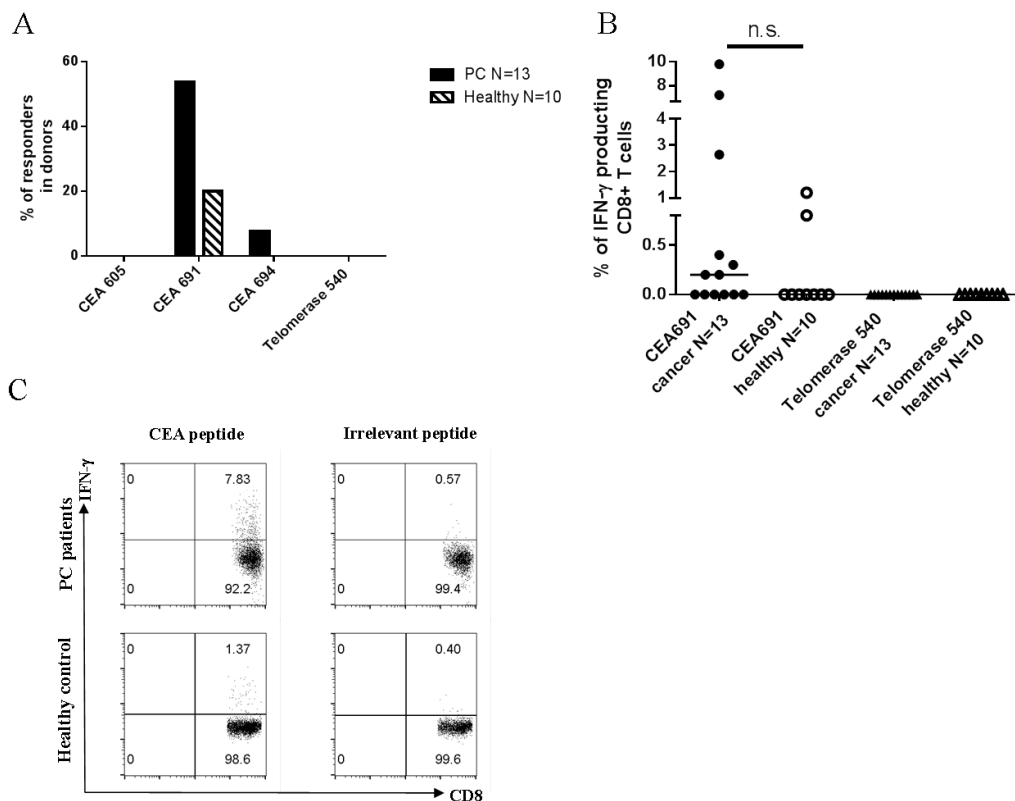 A
% of responders
in donors
60
40
20
0
CEA 605
CEA 691
CEA 694
Telomerase 540
PC N=13
Healthy N=10
B
n.s.
% of IFN-γ producing
CD8+ T cells
10
8
4
3
2
1
0.5
0.0
CEA691
cancer N=13
CEA691
healthy N=10
Telomerase 540
cancer N=13
Telomerase 540
healthy N=10
C
CEA peptide
Irrelevant peptide
IFN-γ
PC patients
0
7.83
0
92.2
0
0.57
0
99.4
Healthy control
0
1.37
0
98.6
0
0.40
0
99.6
CD8